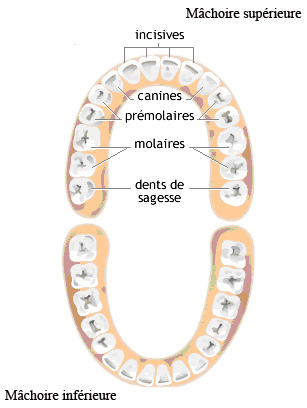 Mâchoire supérieure
incisives
canines
prémolaires
molaires
dents de
sagesse
Mâchoire inférieure